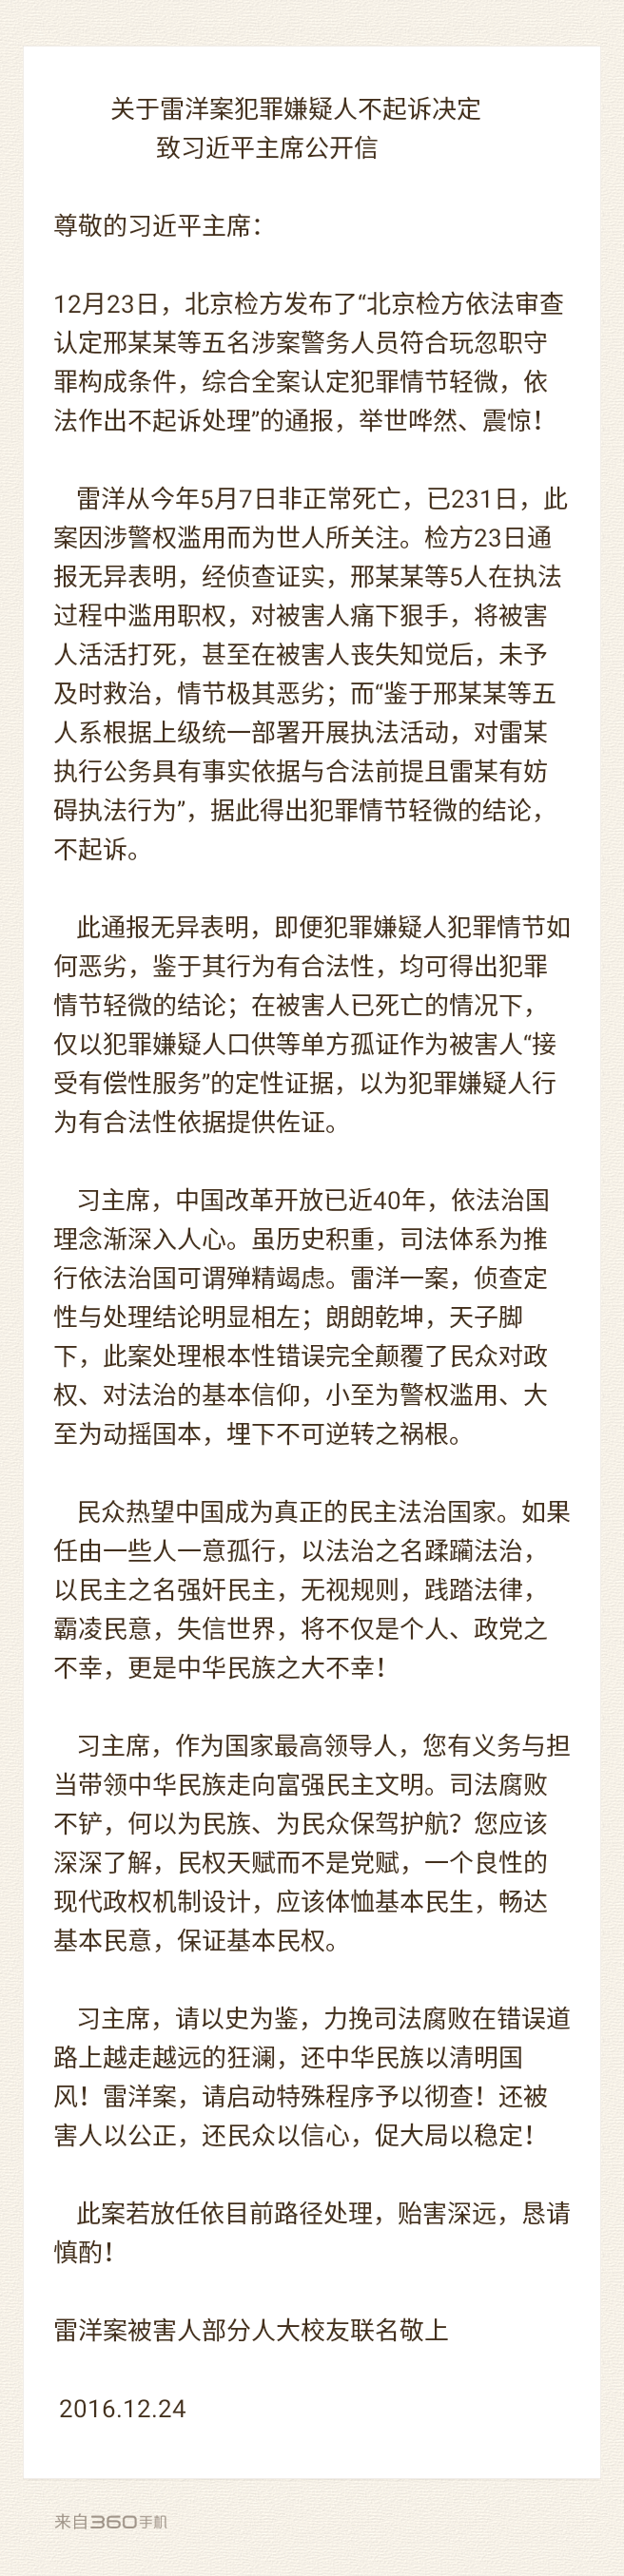 关于雷洋案犯罪嫌疑人不起诉决定
致习近平主席公开信
尊敬的习近平主席：
12月23日，北京检方发布了“北京检方依法审查
认定邢某某等五名涉案警务人员符合玩忽职守
罪构成条件，综合全案认定犯罪情节轻微，依
法作出不起诉处理”的通报，举世哗然、震惊！
雷洋从今年5月7日非正常死亡，已231日，此
案因涉警权滥用而为世人所关注。检方23日通
报无异表明，经侦查证实，邢某某等5人在执法
过程中滥用职权，对被害人痛下狠手，将被害
人活活打死，甚至在被害人丧失知觉后，未予
及时救治，情节极其恶劣；而“鉴于邢某某等五
人系根据上级统一部署开展执法活动，对雷某
执行公务具有事实依据与合法前提且雷某有妨
碍执法行为”，据此得出犯罪情节轻微的结论，
不起诉。
此通报无异表明，即便犯罪嫌疑人犯罪情节如
何恶劣，鉴于其行为有合法性，均可得出犯罪
情节轻微的结论；在被害人已死亡的情况下，
仅以犯罪嫌疑人口供等单方孤证作为被害人“接
受有偿性服务”的定性证据，以为犯罪嫌疑人行
为有合法性依据提供佐证。
习主席，中国改革开放已近40年，依法治国
理念渐深入人心。虽历史积重，司法体系为推
行依法治国可谓殚精竭虑。雷洋一案，侦查定
性与处理结论明显相左；朗朗乾坤，天子脚
下，此案处理根本性错误完全颠覆了民众对政
权、对法治的基本信仰，小至为警权滥用、大
至为动摇国本，埋下不可逆转之祸根。
民众热望中国成为真正的民主法治国家。如果
任由一些人一意孤行，以法治之名蹂躏法治，
以民主之名强奸民主，无视规则，践踏法律，
霸凌民意，失信世界，将不仅是个人、政党之
不幸，更是中华民族之大不幸！
习主席，作为国家最高领导人，您有义务与担
当带领中华民族走向富强民主文明。司法腐败
不铲，何以为民族、为民众保驾护航？您应该
深深了解，民权天赋而不是党赋，一个良性的
现代政权机制设计，应该体恤基本民生，畅达
基本民意，保证基本民权。
习主席，请以史为鉴，力挽司法腐败在错误道
路上越走越远的狂澜，还中华民族以清明国
风！雷洋案，请启动特殊程序予以彻查！还被
害人以公正，还民众以信心，促大局以稳定！
此案若放任依目前路径处理，贻害深远，恳请
慎酌！
雷洋案被害人部分人大校友联名敬上
2016.12.24
来自360手机